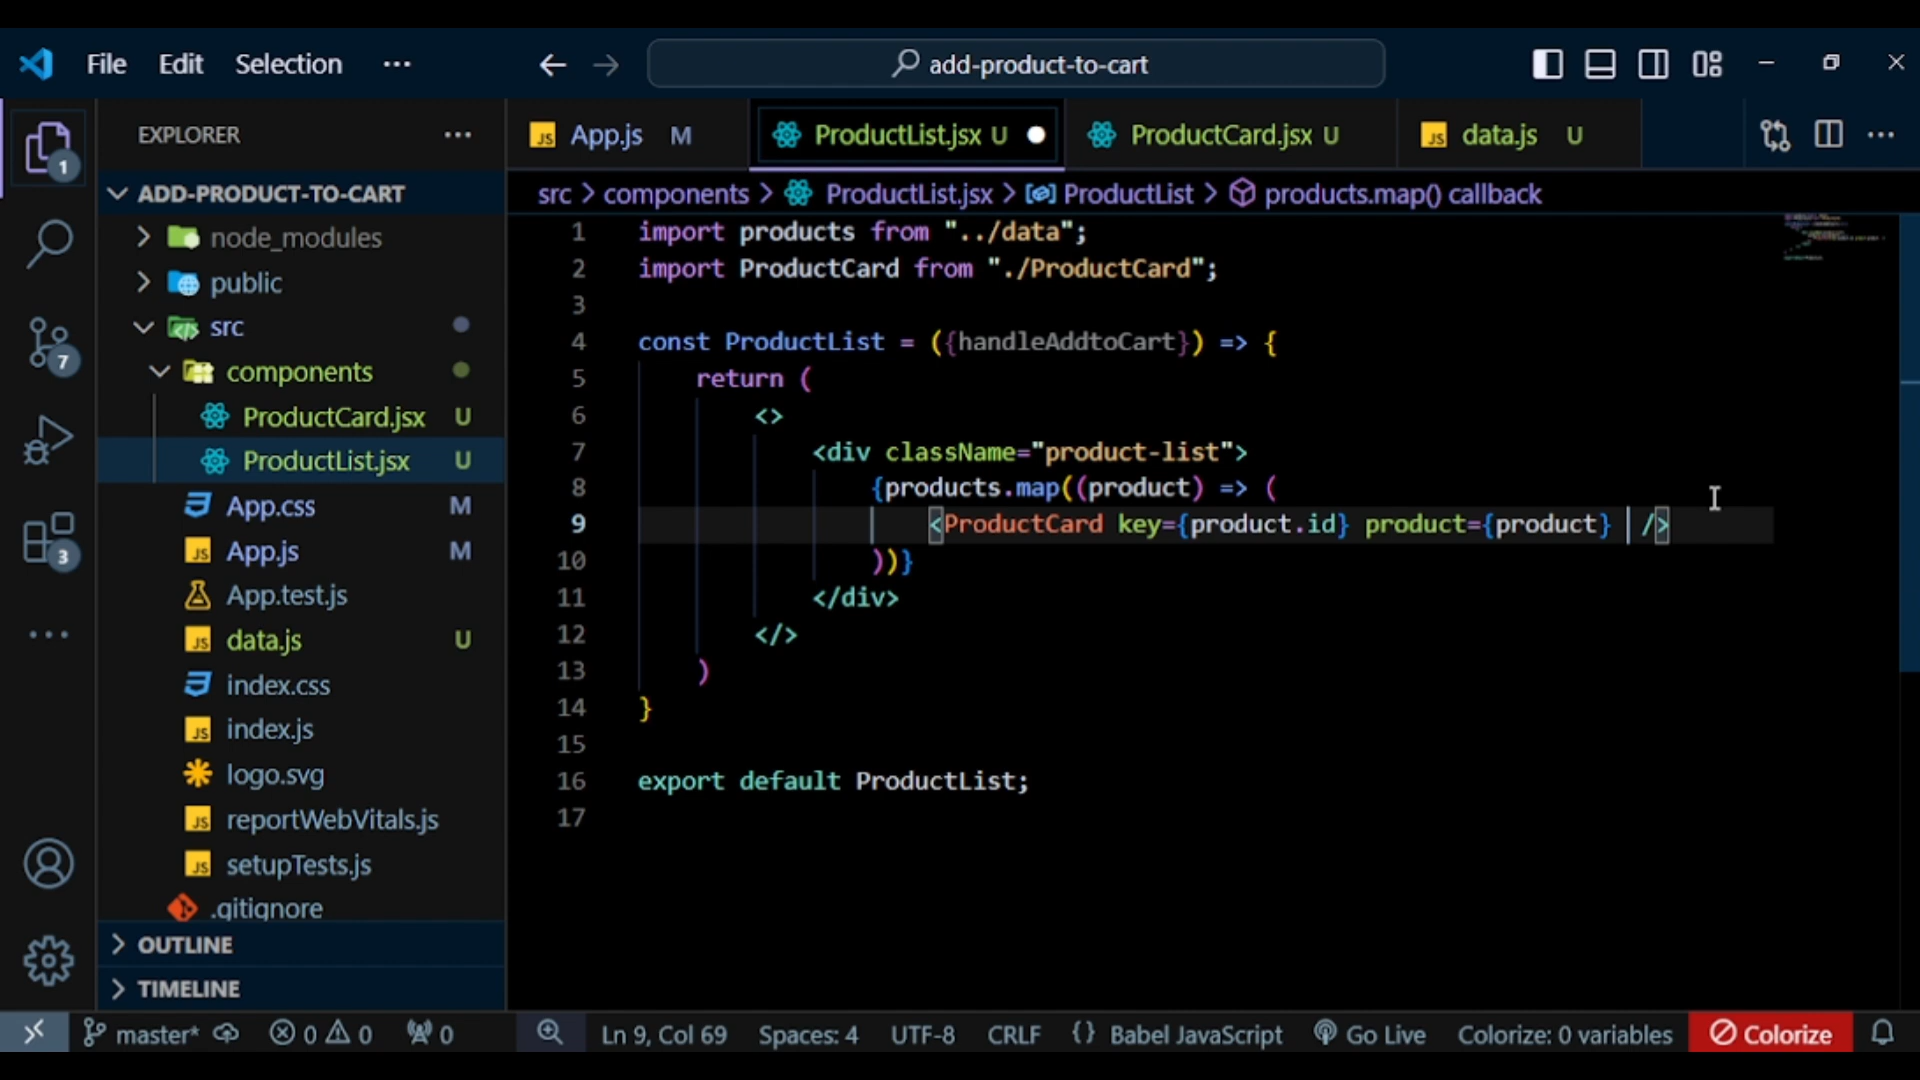 File Edit Selection ···
add-product-to-cart
EXPLORER ···
App.js M
ProductList.jsx U
ProductCard.jsx U
data.js U
src > components > ProductList.jsx > ProductList > products.map() callback
ADD-PRODUCT-TO-CART
node_modules
public
src
components
ProductCard.jsx U
ProductList.jsx U
App.css M
App.js M
App.test.js
data.js U
index.css
index.js
logo.svg
reportWebVitals.js
setupTests.js
.gitignore
OUTLINE
TIMELINE
1
7
3
1 import products from "../data";
2 import ProductCard from "./ProductCard";
3
4 const ProductList = ({handleAddtoCart}) => {
5 return (
6 <>
7 <div className="product-list">
8 {products.map((product) => (
9 <ProductCard key={product.id} product={product} />
10 ))}
11 </div>
12 </>
13 )
14 }
15
16 export default ProductList;
17
master* 0 0 0 Ln 9, Col 69 Spaces: 4 UTF-8 CRLF {} Babel JavaScript Go Live Colorize: 0 variables Colorize